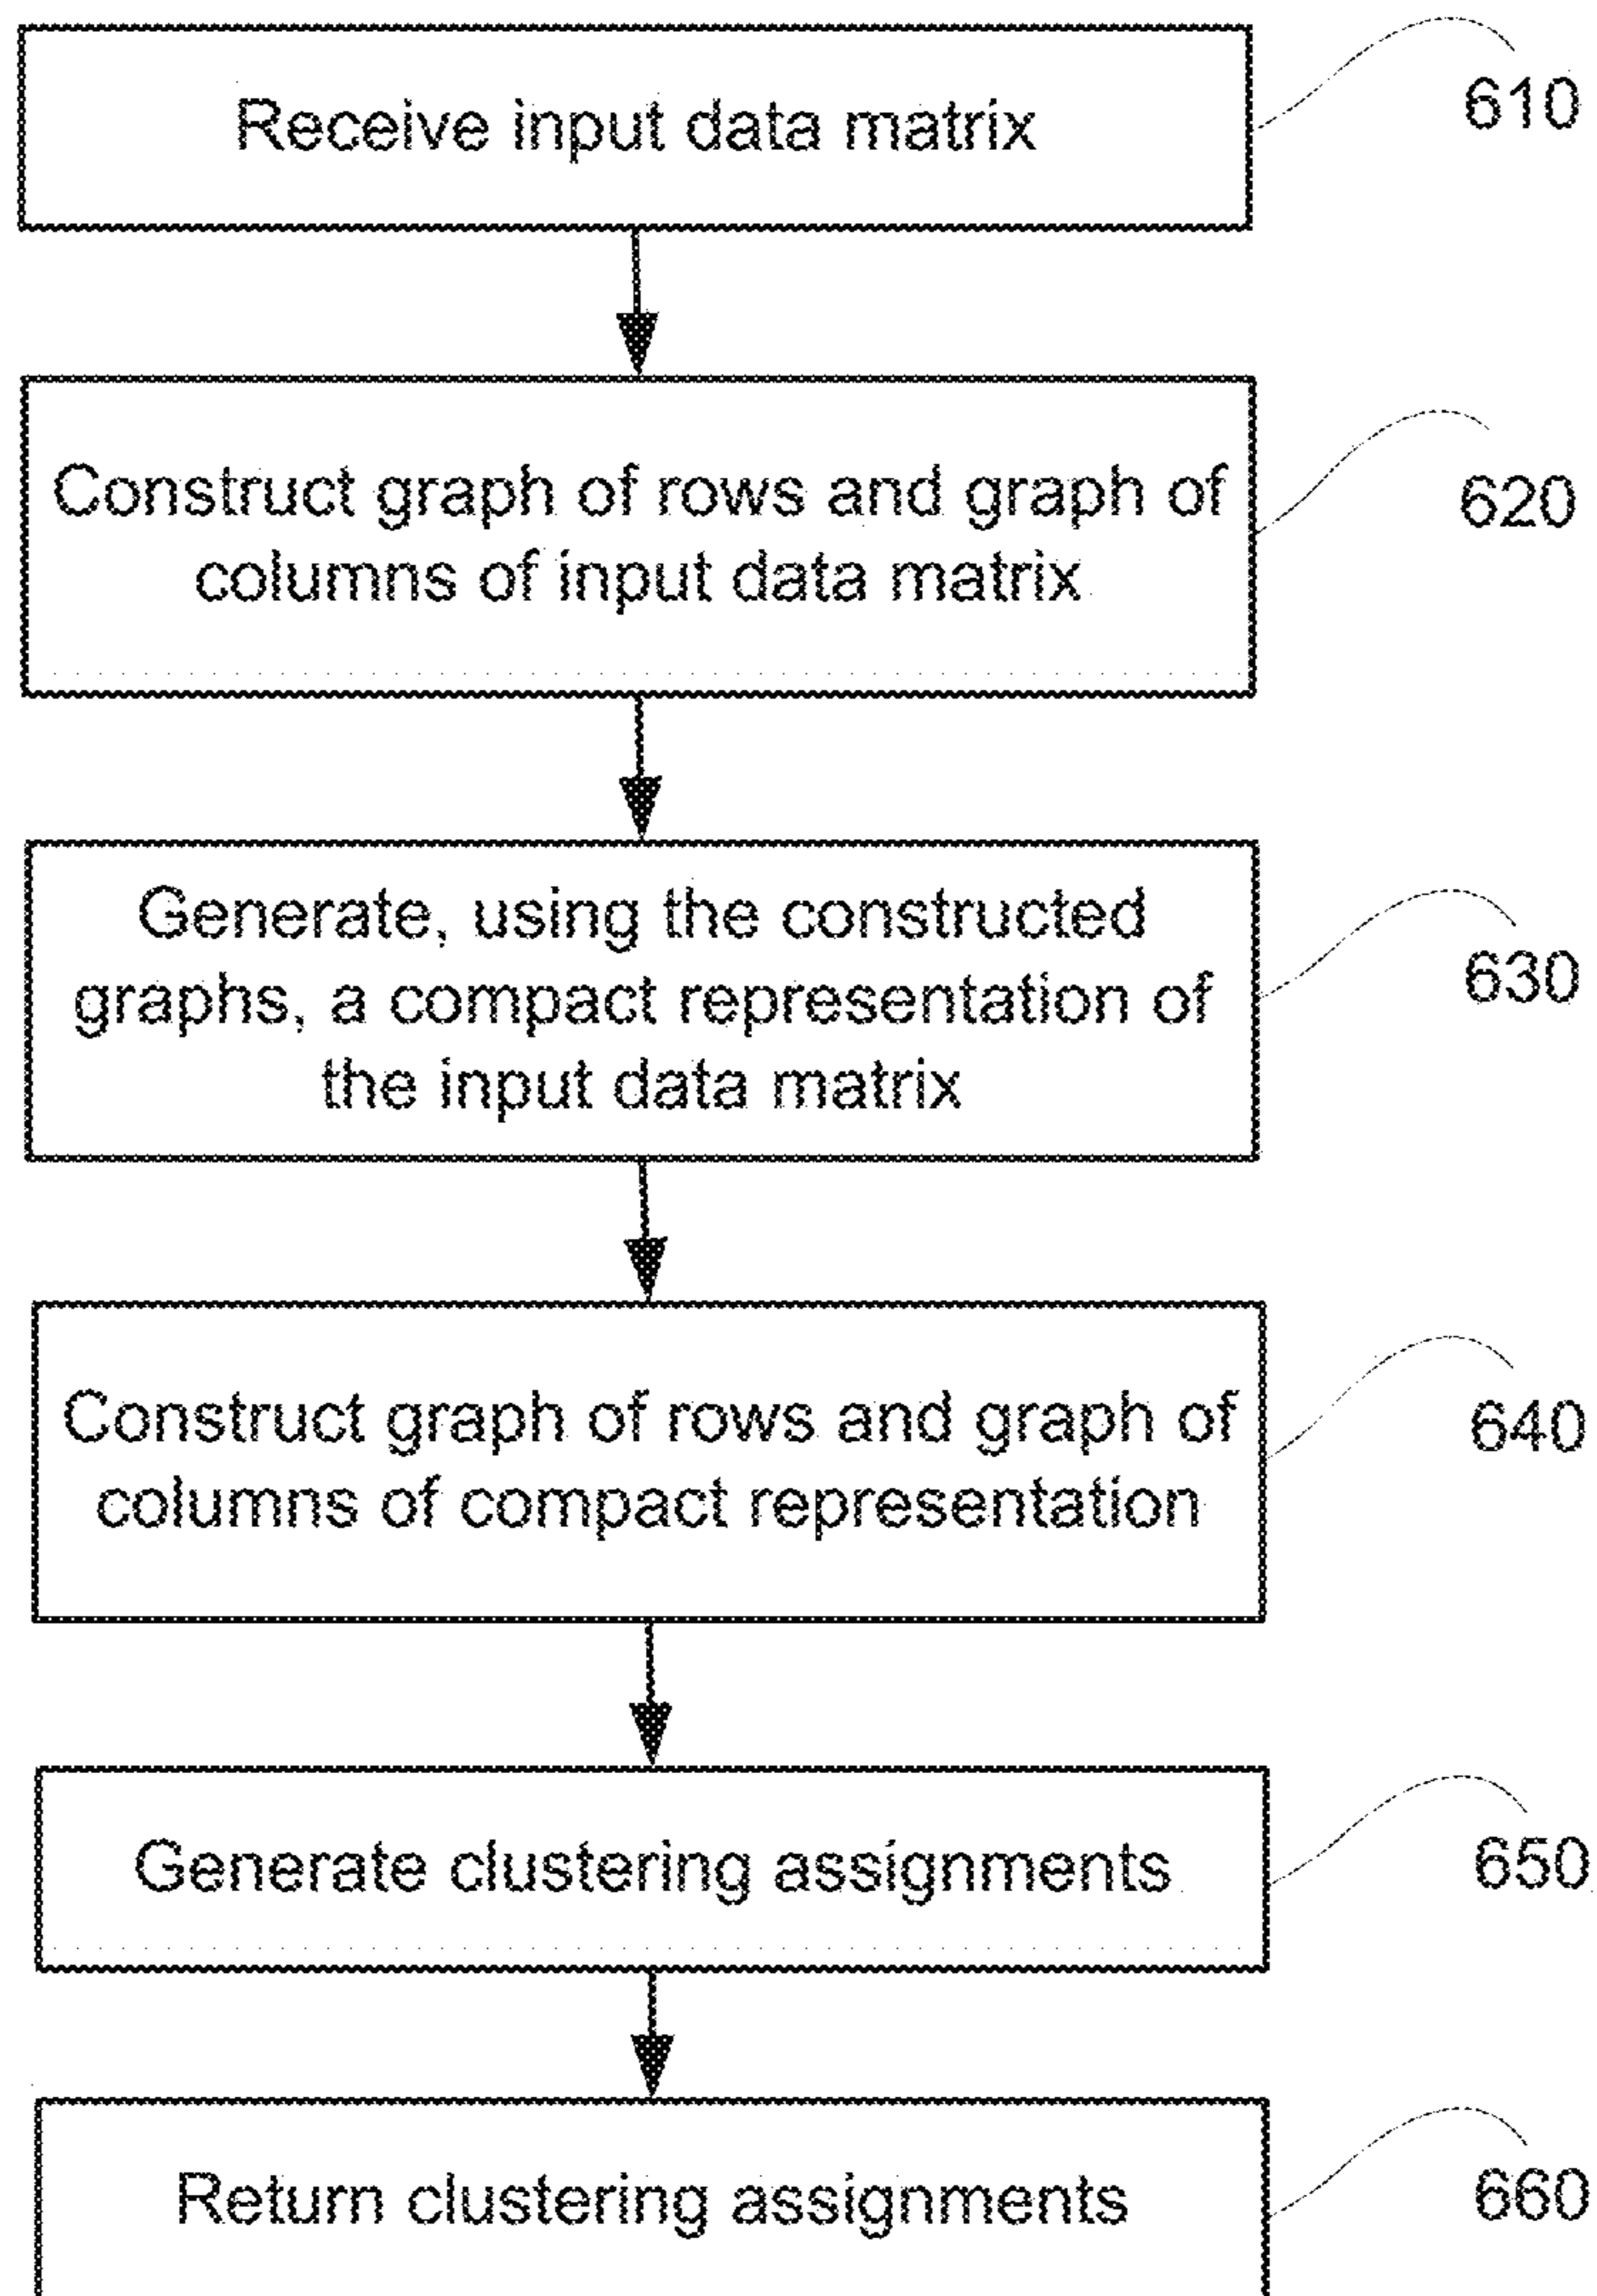 Receive input data matrix
610
Construct graph of rows and graph of
columns of input data matrix
620
Generate, using the constructed
graphs, a compact representation of
the input data matrix
630
Construct graph of rows and graph of
columns of compact representation
640
Generate clustering assignments
650
Return clustering assignments
660